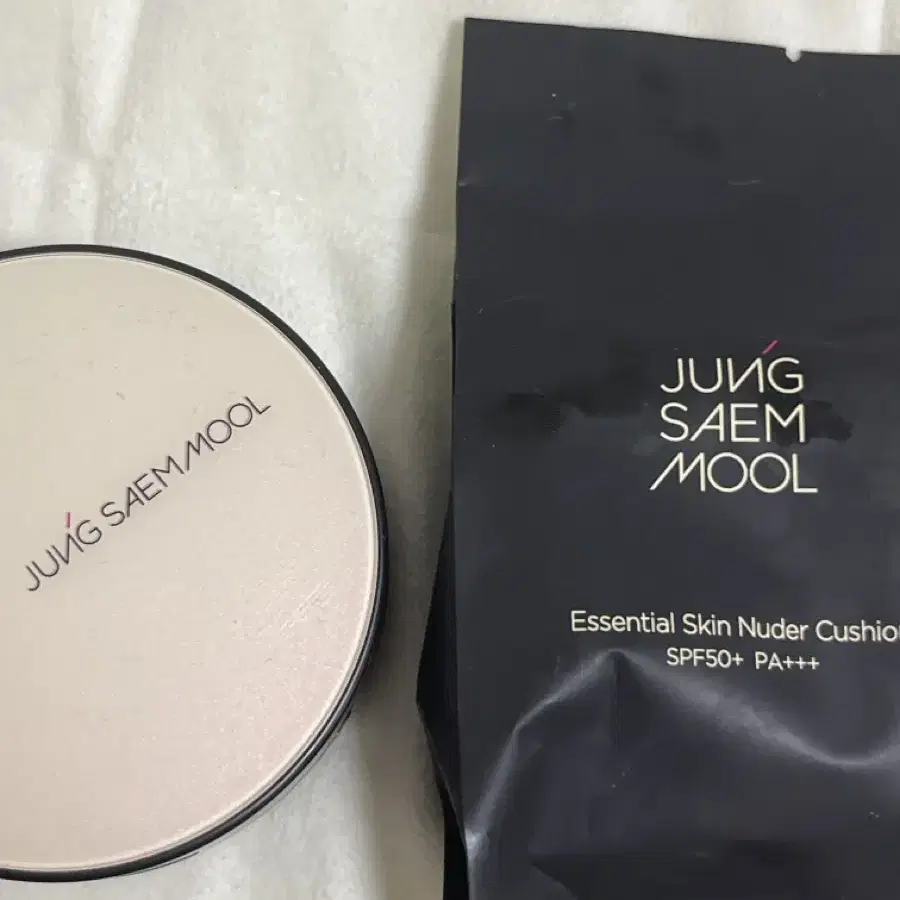 JUNG SAEM MOOL
JUNG
SAEM
MOOL
Essential Skin Nuder Cushio
SPF50+ PA+++